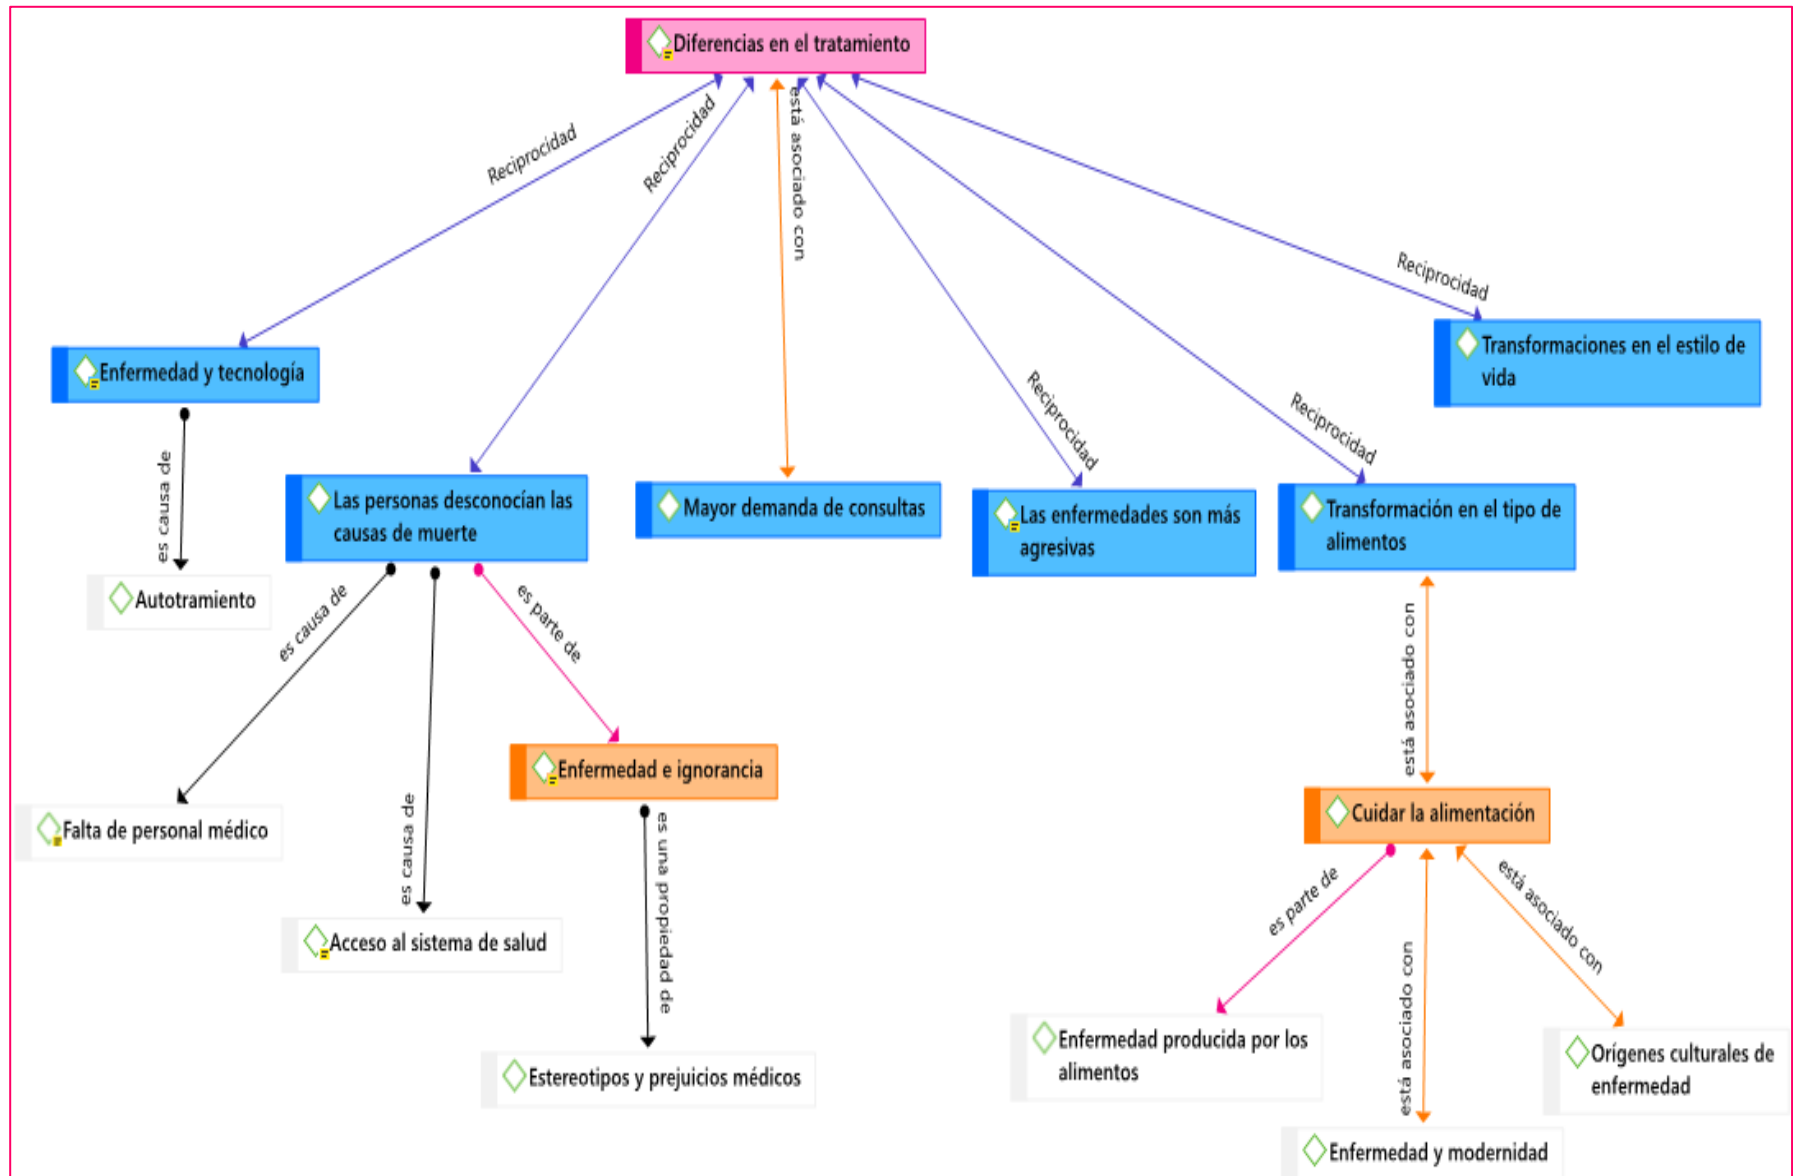 Diferencias en el tratamiento
Reciprocidad
Reciprocidad
está asociado con
Reciprocidad
Reciprocidad
Reciprocidad
Enfermedad y tecnología
Transformaciones en el estilo de
vida
es causa de
Las personas desconocían las
causas de muerte
Mayor demanda de consultas
Las enfermedades son más
agresivas
Transformación en el tipo de
alimentos
Autotramiento
es causa de
es causa de
es parte de
está asociado con
Enfermedad e ignorancia
Cuidar la alimentación
Falta de personal médico
Acceso al sistema de salud
es una propiedad de
es parte de
está asociado con
está asociado con
Estereotipos y prejuicios médicos
Enfermedad producida por los
alimentos
Orígenes culturales de
enfermedad
Enfermedad y modernidad